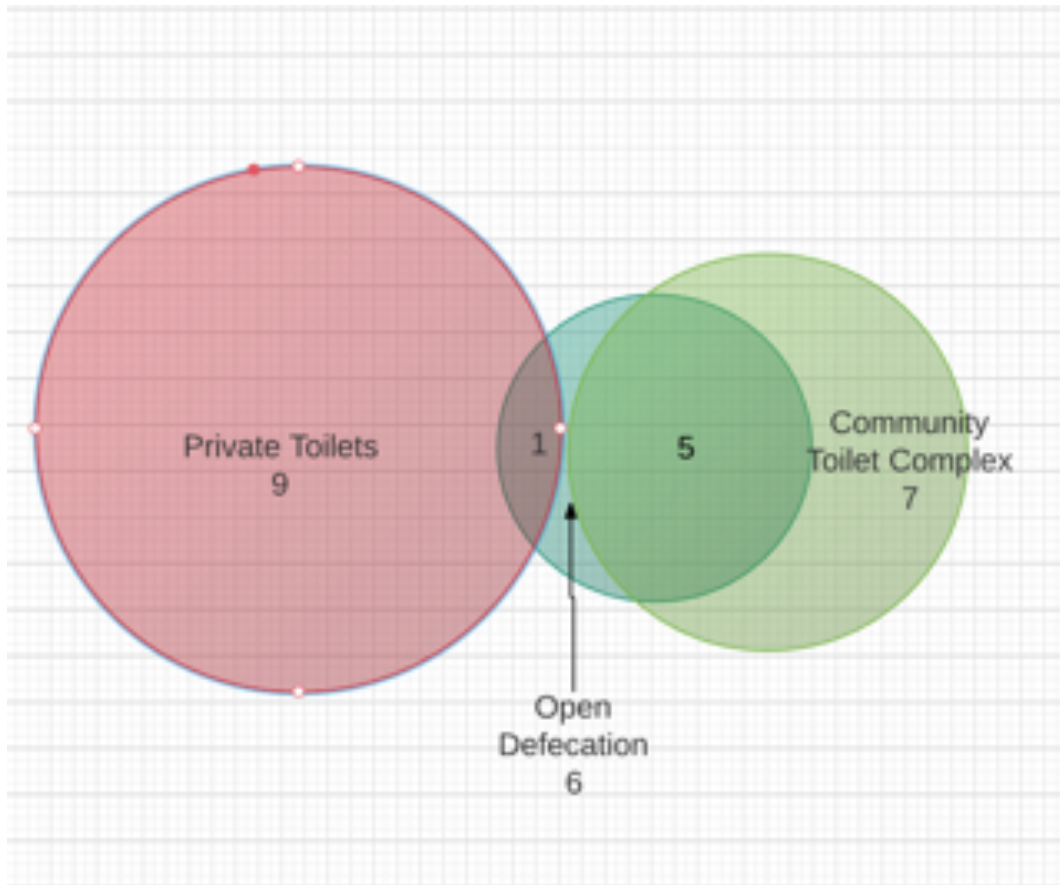 Private Toilets
9
1
5
Community
Toilet Complex
7
Open
Defecation
6